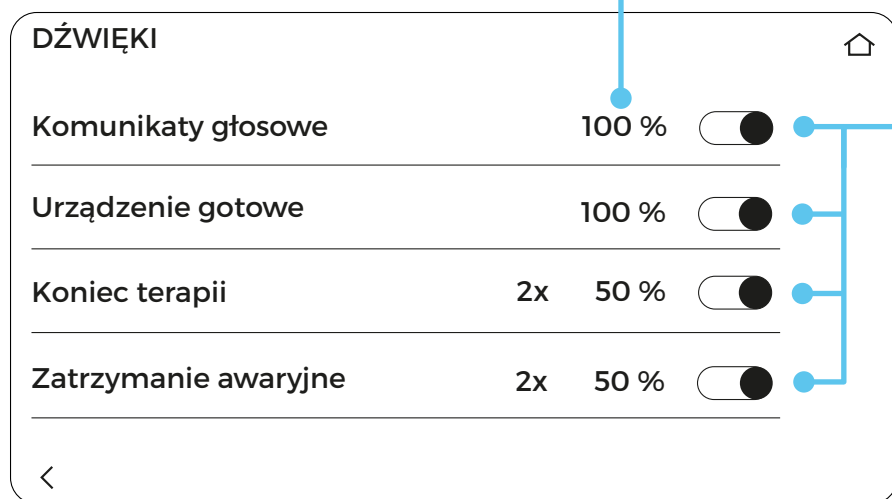 DŹWIĘKI
Komunikaty głosowe 100 %
Urządzenie gotowe 100 %
Koniec terapii 2x 50 %
Zatrzymanie awaryjne 2x 50 %